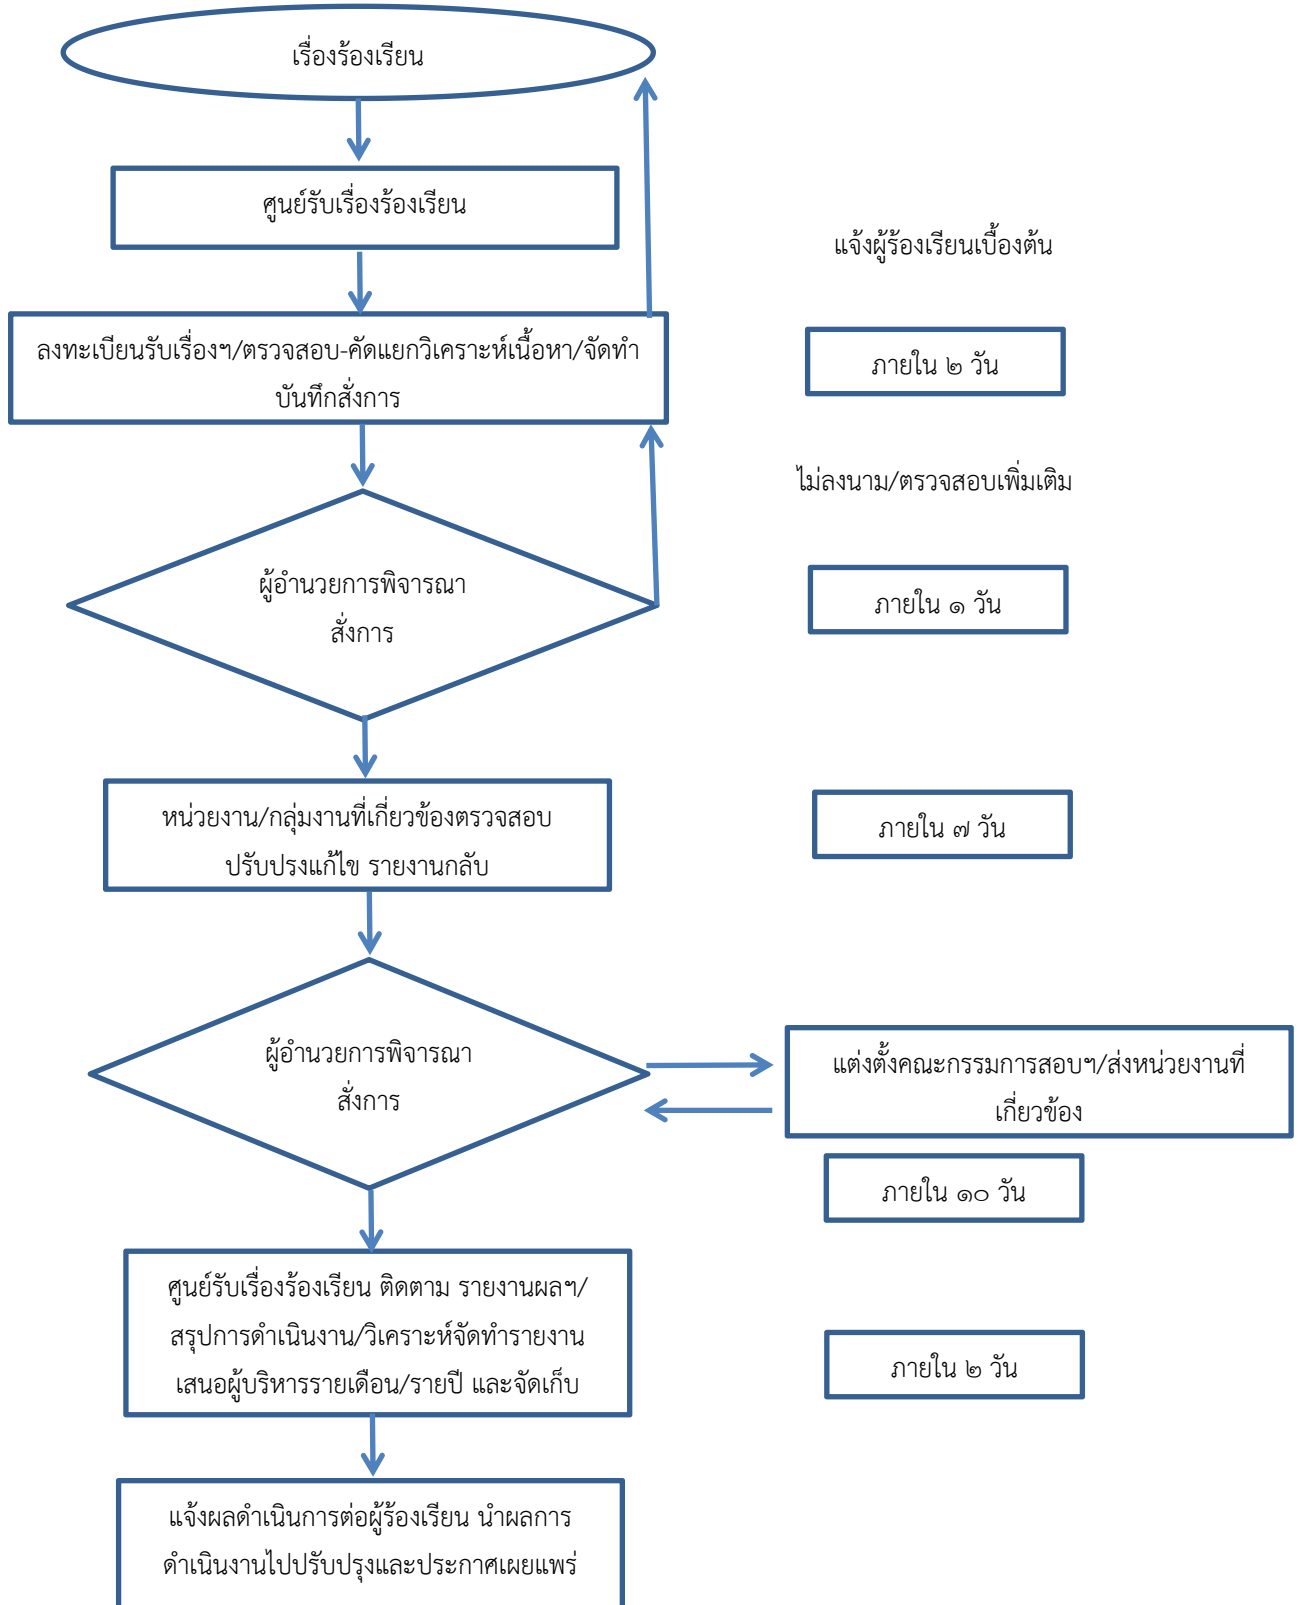 เรื่องร้องเรียน
ศูนย์รับเรื่องร้องเรียน
แจ้งผู้ร้องเรียนเบื้องต้น
ลงทะเบียนรับเรื่องฯ/ตรวจสอบ-คัดแยกวิเคราะห์เนื้อหา/จัดทำ
บันทึกสั่งการ
ภายใน ๒ วัน
ไม่ลงนาม/ตรวจสอบเพิ่มเติม
ผู้อำนวยการพิจารณา
สั่งการ
ภายใน ๑ วัน
หน่วยงาน/กลุ่มงานที่เกี่ยวข้องตรวจสอบ
ปรับปรงแก้ไข รายงานกลับ
ภายใน ๗ วัน
ผู้อำนวยการพิจารณา
สั่งการ
แต่งตั้งคณะกรรมการสอบฯ/ส่งหน่วยงานที่
เกี่ยวข้อง
ภายใน ๑๐ วัน
ศูนย์รับเรื่องร้องเรียน ติดตาม รายงานผลฯ/
สรุปการดำเนินงาน/วิเคราะห์จัดทำรายงาน
เสนอผู้บริหารรายเดือน/รายปี และจัดเก็บ
ภายใน ๒ วัน
แจ้งผลดำเนินการต่อผู้ร้องเรียน นำผลการ
ดำเนินงานไปปรับปรุงและประกาศเผยแพร่